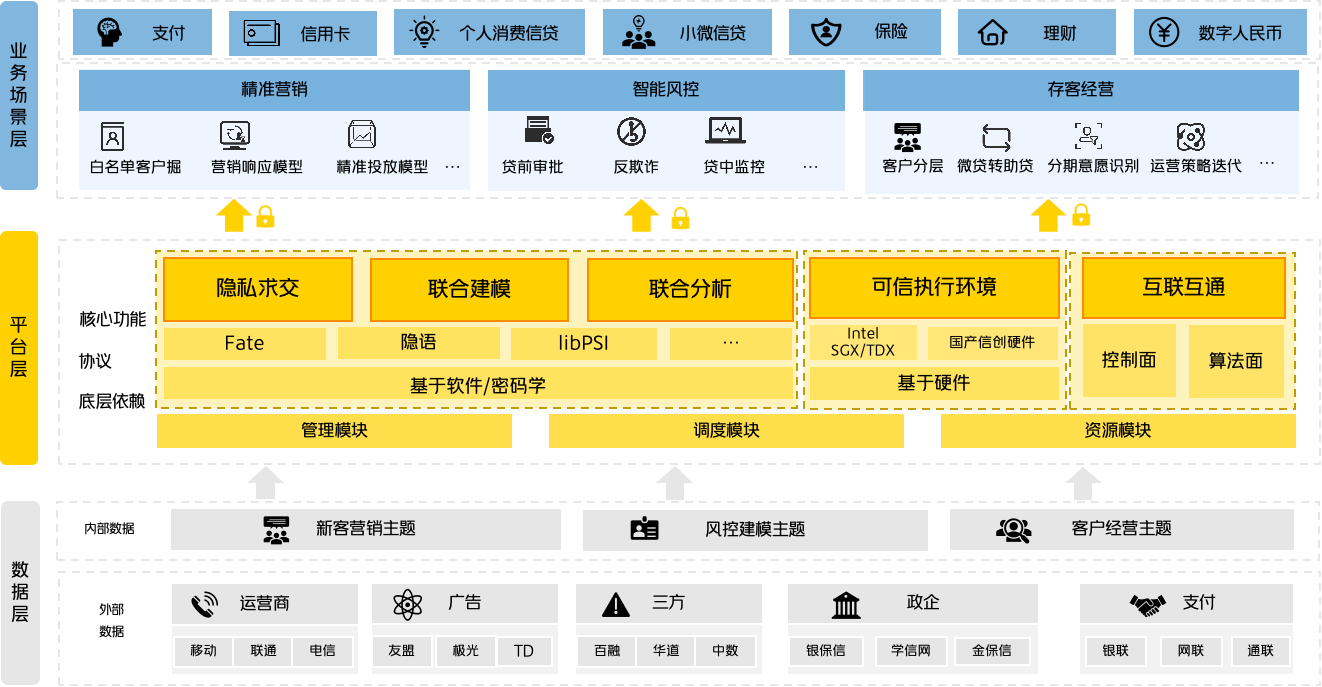 业务场景层
支付
信用卡
个人消费信贷
小微信贷
保险
理财
数字人民币
精准营销
智能风控
存客经营
白名单客户掘
营销响应模型
精准投放模型
…
贷前审批
反欺诈
贷中监控
…
客户分层
微贷转助贷
分期意愿识别
运营策略迭代
…
平台层
核心功能
协议
底层依赖
隐私求交
联合建模
联合分析
可信执行环境
互联互通
Fate
隐语
libPSI
…
Intel
SGX/TDX
国产信创硬件
控制面
算法面
基于软件/密码学
基于硬件
管理模块
调度模块
资源模块
数据层
内部数据
新客营销主题
风控建模主题
客户经营主题
外部
数据
运营商
广告
三方
政企
支付
移动
联通
电信
友盟
极光
TD
百融
华道
中数
银保信
学信网
金保信
银联
网联
通联